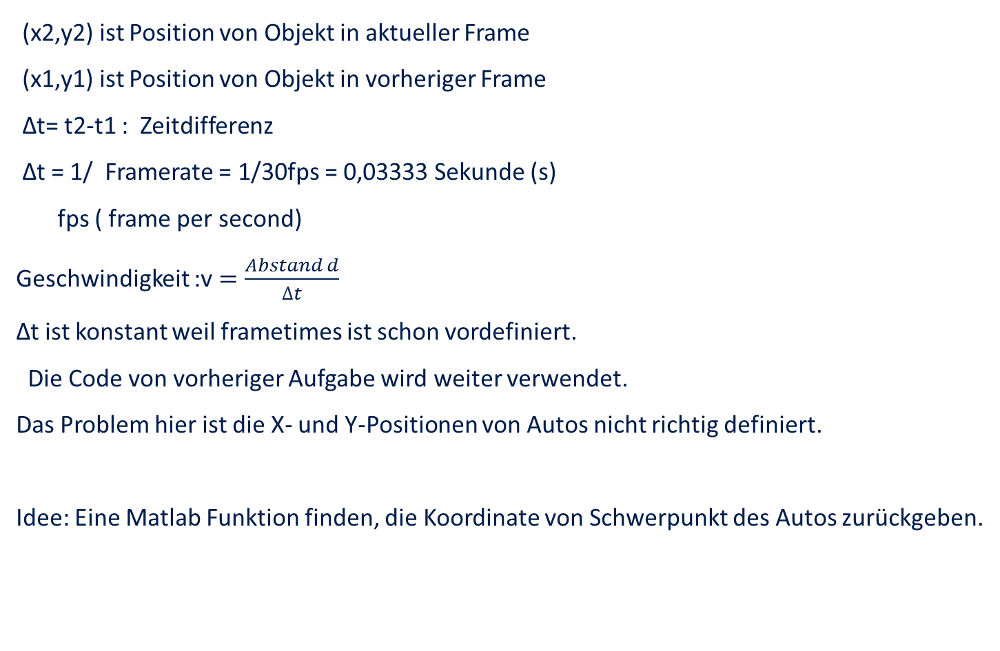 (x2,y2) ist Position von Objekt in aktueller Frame
(x1,y1) ist Position von Objekt in vorheriger Frame
Δt= t2-t1 : Zeitdifferenz
Δt = 1/ Framerate = 1/30fps = 0,03333 Sekunde (s)
fps ( frame per second)
Geschwindigkeit :v = \frac{Abstand d}{Δt}
Δt ist konstant weil frametimes ist schon vordefiniert.
Die Code von vorheriger Aufgabe wird weiter verwendet.
Das Problem hier ist die X- und Y-Positionen von Autos nicht richtig definiert.
Idee: Eine Matlab Funktion finden, die Koordinate von Schwerpunkt des Autos zurückgeben.